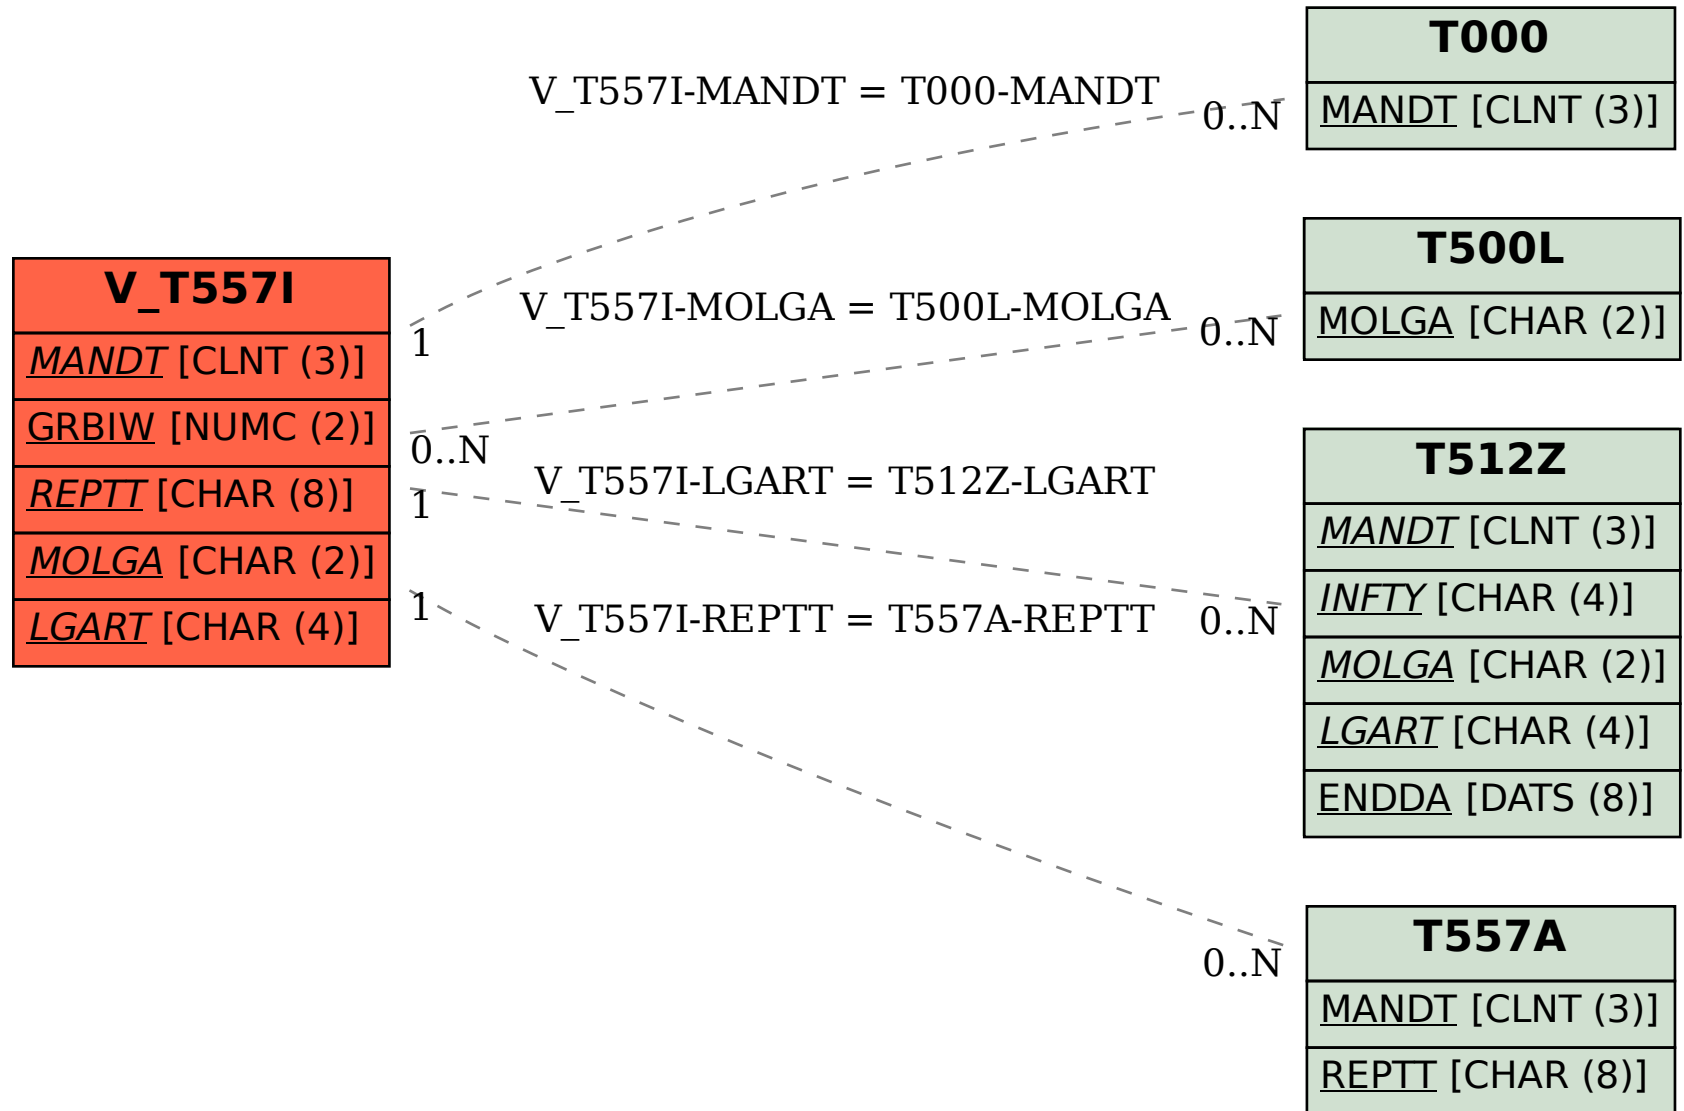 V_T557I
MANDT [CLNT (3)]
GRBIW [NUMC (2)]
REPTT [CHAR (8)]
MOLGA [CHAR (2)]
LGART [CHAR (4)]
V_T557I-MANDT = T000-MANDT
1
0..N
V_T557I-MOLGA = T500L-MOLGA
0..N
0..N
V_T557I-LGART = T512Z-LGART
1
0..N
V_T557I-REPTT = T557A-REPTT
1
0..N
T000
MANDT [CLNT (3)]
T500L
MOLGA [CHAR (2)]
T512Z
MANDT [CLNT (3)]
INFTY [CHAR (4)]
MOLGA [CHAR (2)]
LGART [CHAR (4)]
ENDDA [DATS (8)]
T557A
MANDT [CLNT (3)]
REPTT [CHAR (8)]